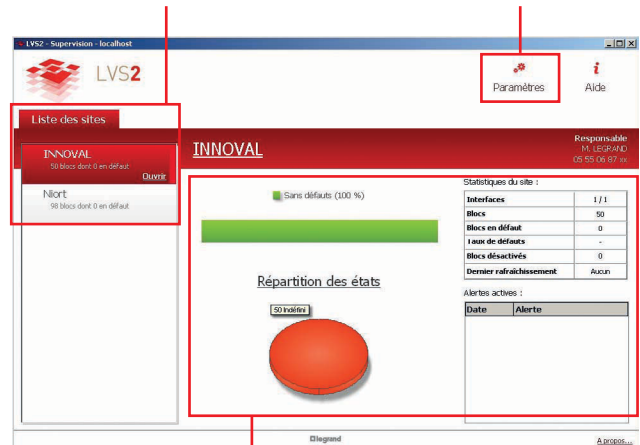 LVS2 - Supervision - localhost
LVS2
Paramètres
Aide
Liste des sites
INNOVAL
50 blocs dont 0 en défaut
Ouvrir
Niort
98 blocs dont 0 en défaut
INNOVAL
Responsable
M. LEGRAND
05 55 06 87 xx
Sans défauts (100 %)
Répartition des états
50 Indéfini
Statistiques du site :
Interfaces 1 / 1
Blocs 50
Blocs en défaut 0
Taux de défauts -
Blocs désactivés 0
Dernier rafraîchissement Aucun
Alertes actives :
Date Alerte
legrand
A propos...